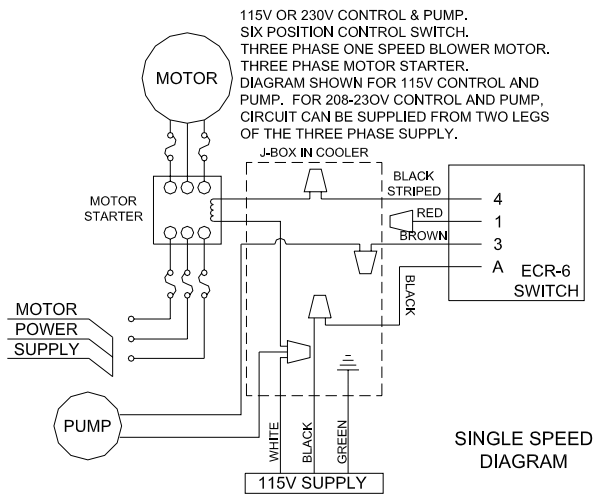 115V OR 230V CONTROL & PUMP.
SIX POSITION CONTROL SWITCH.
THREE PHASE ONE SPEED BLOWER MOTOR.
THREE PHASE MOTOR STARTER.
DIAGRAM SHOWN FOR 115V CONTROL AND
PUMP. FOR 208-23OV CONTROL AND PUMP,
CIRCUIT CAN BE SUPPLIED FROM TWO LEGS
OF THE THREE PHASE SUPPLY.
MOTOR
J-BOX IN COOLER
MOTOR
STARTER
BLACK
STRIPED
4
RED
1
BROWN
3
A
BLACK
ECR-6
SWITCH
MOTOR
POWER
SUPPLY
PUMP
WHITE
BLACK
GREEN
115V SUPPLY
SINGLE SPEED
DIAGRAM